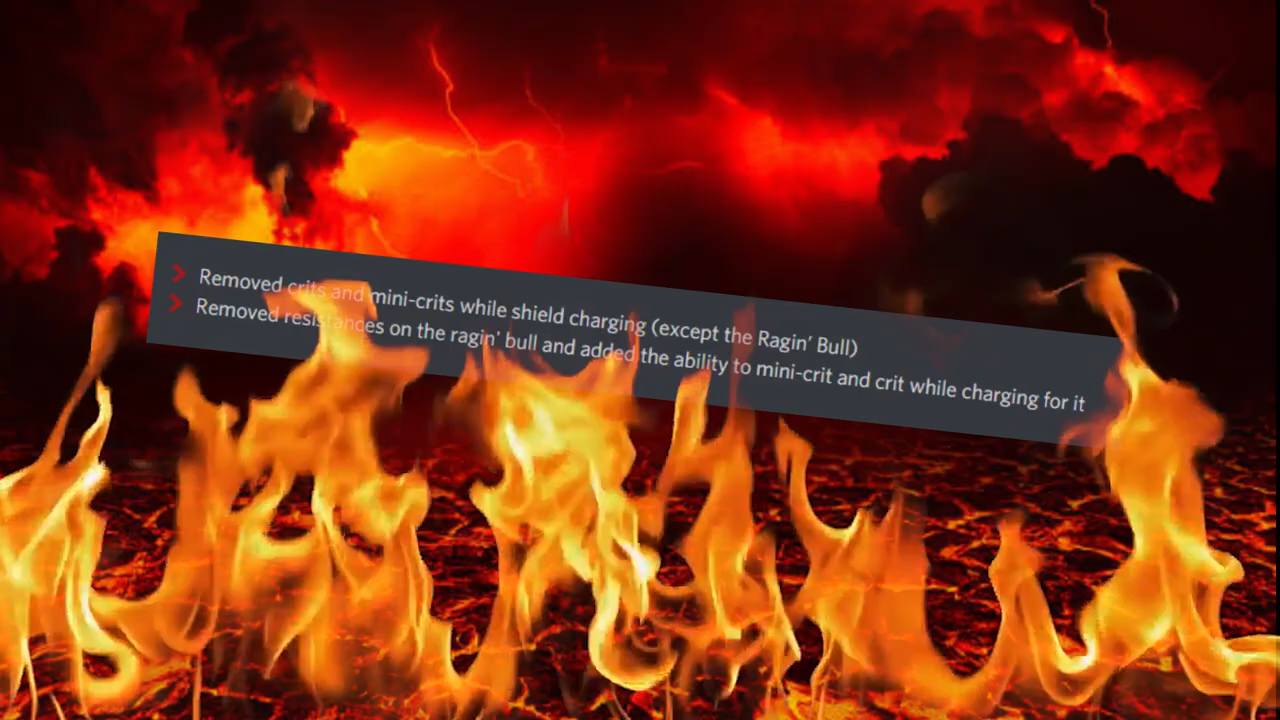 Removed crits and mini-crits while shield charging (except the Ragin' Bull)
Removed resistances on the ragin' bull and added the ability to mini-crit and crit while charging for it